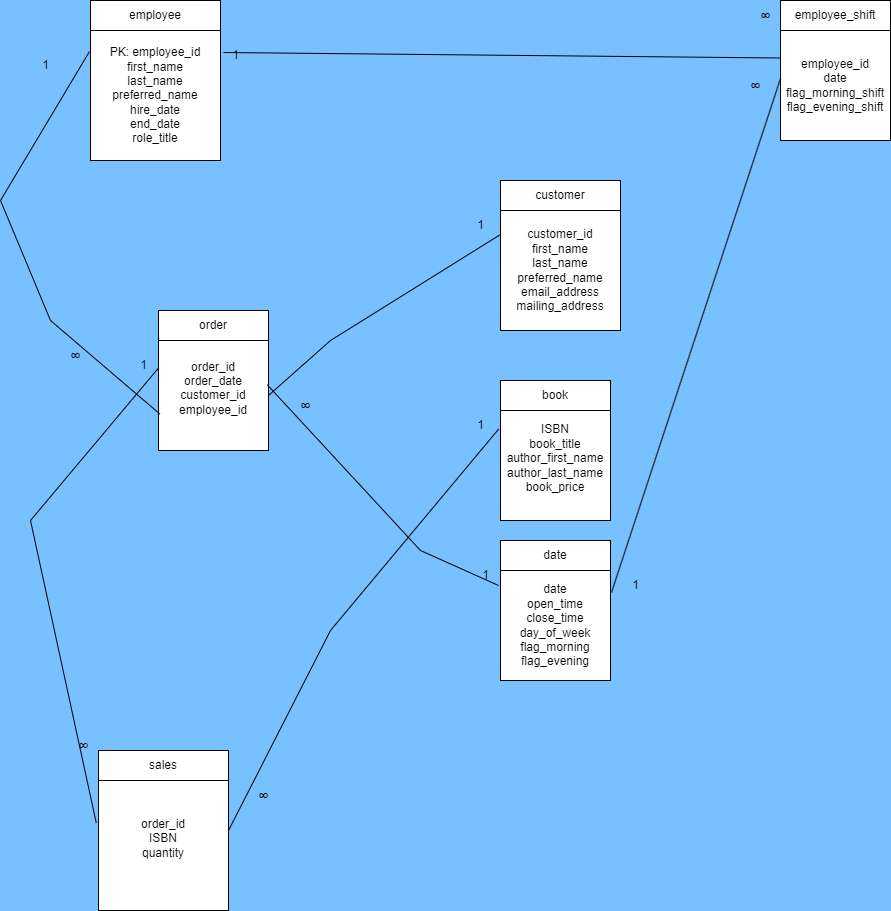 employee
PK: employee_id
first_name
last_name
preferred_name
hire_date
end_date
role_title
employee_shift
employee_id
date
flag_morning_shift
flag_evening_shift
∞
1
1
∞
customer
customer_id
first_name
last_name
preferred_name
email_address
mailing_address
1
order
order_id
order_date
customer_id
employee_id
∞
1
∞
book
ISBN
book_title
author_first_name
author_last_name
book_price
1
date
date
open_time
close_time
day_of_week
flag_morning
flag_evening
1
1
sales
order_id
ISBN
quantity
∞
∞